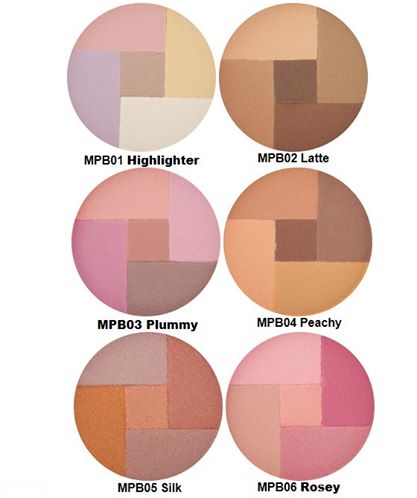 MPB01 Highlighter
MPB02 Latte
MPB03 Plummy
MPB04 Peachy
MPB05 Silk
MPB06 Rosey